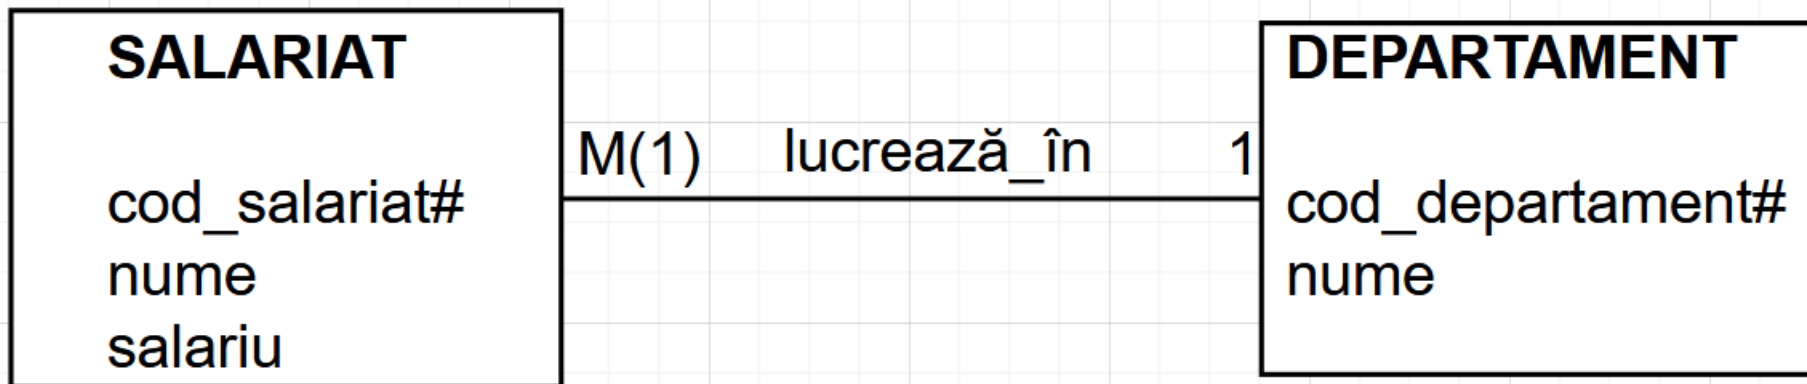 SALARIAT
cod_salariat#
nume
salariu
M(1) lucrează_în 1
DEPARTAMENT
cod_departament#
nume